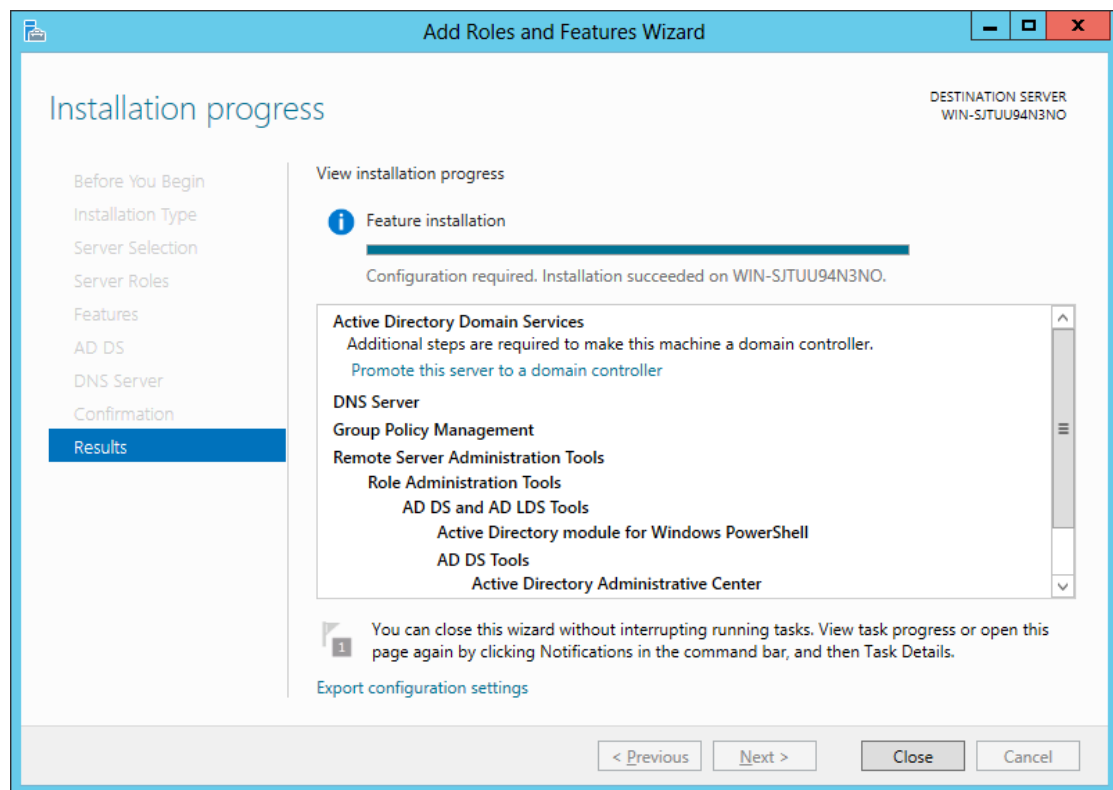 Add Roles and Features Wizard
Installation progress
DESTINATION SERVER
WIN-SJTUU94N3NO
Before You Begin
Installation Type
Server Selection
Server Roles
Features
AD DS
DNS Server
Confirmation
Results
View installation progress
Feature installation
Configuration required. Installation succeeded on WIN-SJTUU94N3NO.
Active Directory Domain Services
Additional steps are required to make this machine a domain controller.
Promote this server to a domain controller
DNS Server
Group Policy Management
Remote Server Administration Tools
Role Administration Tools
AD DS and AD LDS Tools
Active Directory module for Windows PowerShell
AD DS Tools
Active Directory Administrative Center
1
You can close this wizard without interrupting running tasks. View task progress or open this
page again by clicking Notifications in the command bar, and then Task Details.
Export configuration settings
< Previous
Next >
Close
Cancel